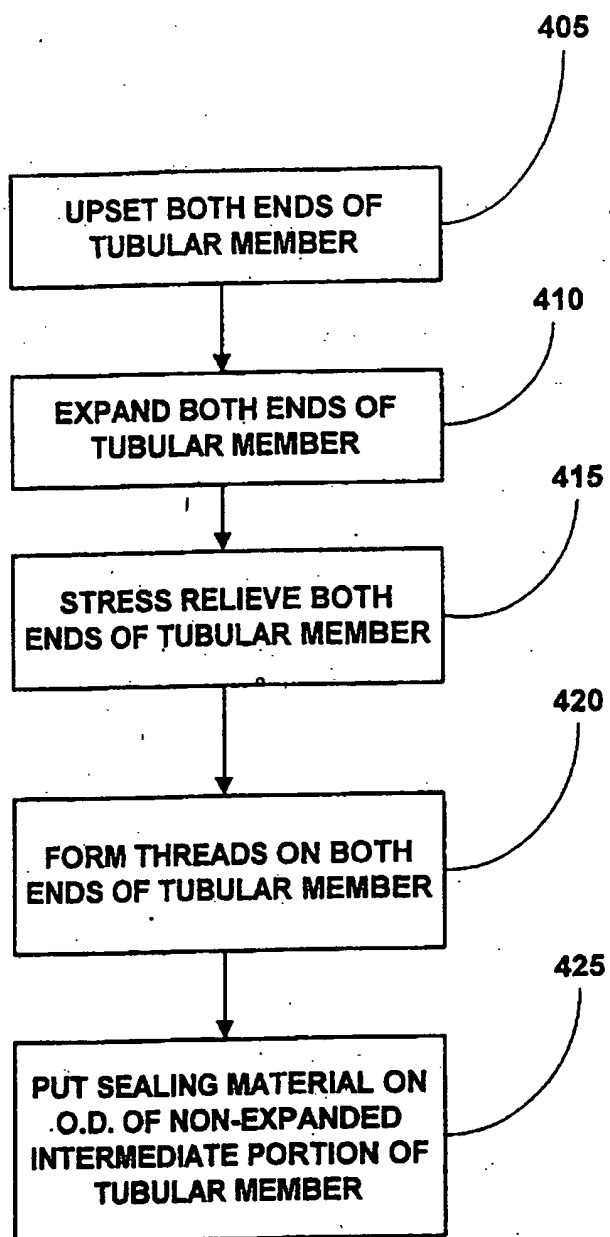 405
UPSET BOTH ENDS OF
TUBULAR MEMBER
410
EXPAND BOTH ENDS OF
TUBULAR MEMBER
415
STRESS RELIEVE BOTH
ENDS OF TUBULAR MEMBER
420
FORM THREADS ON BOTH
ENDS OF TUBULAR MEMBER
425
PUT SEALING MATERIAL ON
O.D. OF NON-EXPANDED
INTERMEDIATE PORTION OF
TUBULAR MEMBER